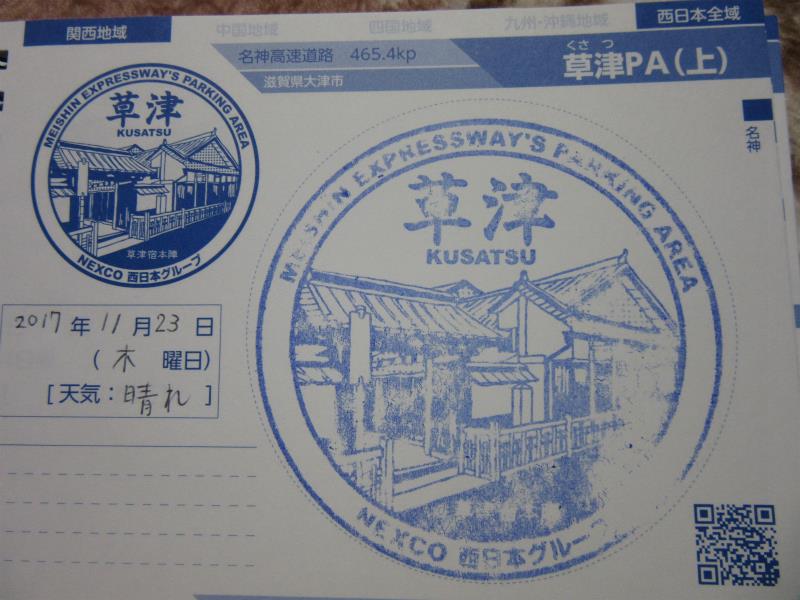 関西地域 中国地域 四国地域 九州・沖縄地域 西日本全域
名神高速道路 465.4kp
滋賀県大津市
くさつ
草津PA(上)
名神
MEISHIN EXPRESSWAY'S PARKING AREA
草津
KUSATSU
草津宿本陣
NEXCO 西日本グループ
2017年11月23日
(木 曜日)
[天気:晴れ]
MEISHIN EXPRESSWAY'S PARKING AREA
草津
KUSATSU
NEXCO 西日本グループ